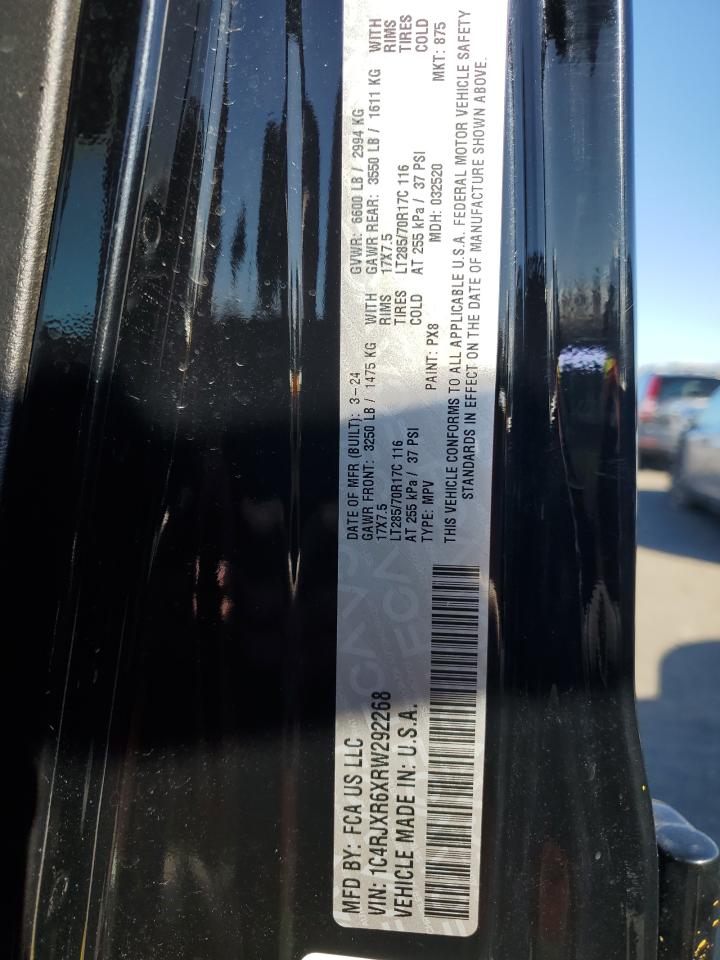 MFD BY: FCA US LLC
DATE OF MFR (BUILT): 3-24
GVWR: 6600 LB / 2994 KG
GAWR FRONT: 3250 LB / 1475 KG WITH
GAWR REAR: 3550 LB / 1611 KG WITH
17X7.5 RIMS
17X7.5 RIMS
LT285/70R17C 116 TIRES
LT285/70R17C 116 TIRES
AT 255 kPa / 37 PSI COLD
AT 255 kPa / 37 PSI COLD
VIN: 1C4RJXR6XRW292268
VEHICLE MADE IN: U.S.A.
TYPE: MPV
PAINT: PX8
MDH: 032520
MKT: 875
THIS VEHICLE CONFORMS TO ALL APPLICABLE U.S.A. FEDERAL MOTOR VEHICLE SAFETY
STANDARDS IN EFFECT ON THE DATE OF MANUFACTURE SHOWN ABOVE.